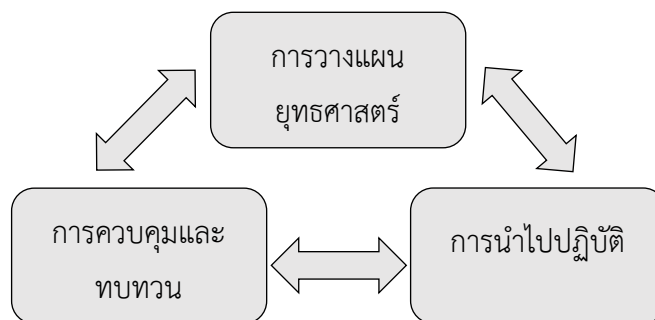 การวางแผน
ยุทธศาสตร์
การควบคุมและ
ทบทวน
การนำไปปฏิบัติ